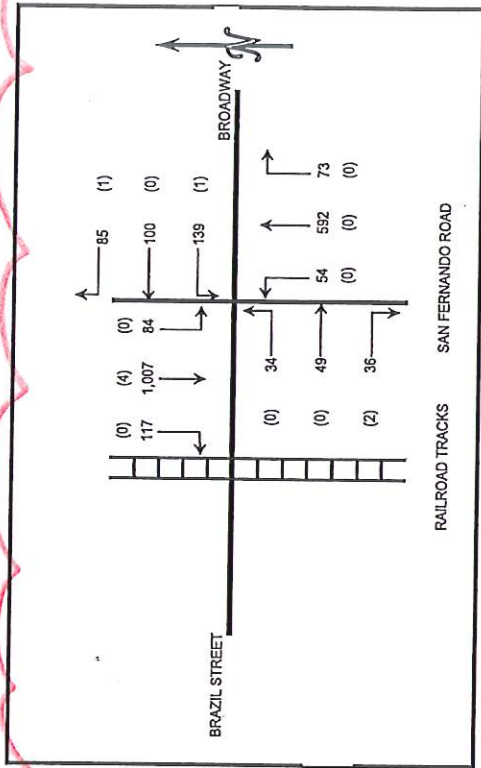 N
BROADWAY
BRAZIL STREET
85 (1)
100 (0)
139 (1)
(0) (4) (0)
117 1,007 84
(0) 34
(0) 49
(2) 36
54 592 73
(0) (0) (0)
RAILROAD TRACKS
SAN FERNANDO ROAD